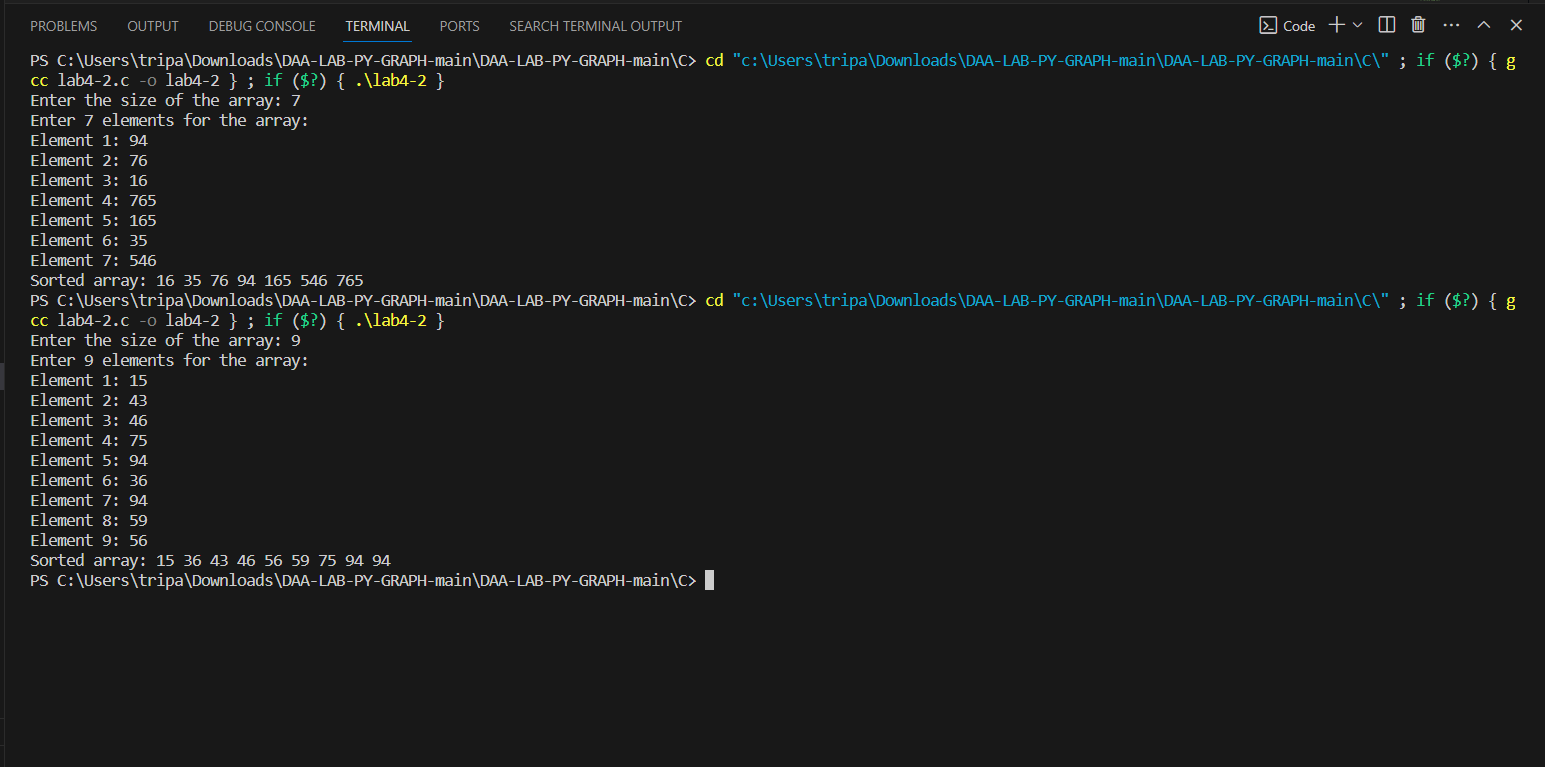 PROBLEMS OUTPUT DEBUG CONSOLE TERMINAL PORTS SEARCH TERMINAL OUTPUT Code
PS C:\Users\tripa\Downloads\DAA-LAB-PY-GRAPH-main\DAA-LAB-PY-GRAPH-main\C> cd "c:\Users\tripa\Downloads\DAA-LAB-PY-GRAPH-main\DAA-LAB-PY-GRAPH-main\C\" ; if ($?) { g
cc lab4-2.c -o lab4-2 } ; if ($?) { .\lab4-2 }
Enter the size of the array: 7
Enter 7 elements for the array:
Element 1: 94
Element 2: 76
Element 3: 16
Element 4: 765
Element 5: 165
Element 6: 35
Element 7: 546
Sorted array: 16 35 76 94 165 546 765
PS C:\Users\tripa\Downloads\DAA-LAB-PY-GRAPH-main\DAA-LAB-PY-GRAPH-main\C> cd "c:\Users\tripa\Downloads\DAA-LAB-PY-GRAPH-main\DAA-LAB-PY-GRAPH-main\C\" ; if ($?) { g
cc lab4-2.c -o lab4-2 } ; if ($?) { .\lab4-2 }
Enter the size of the array: 9
Enter 9 elements for the array:
Element 1: 15
Element 2: 43
Element 3: 46
Element 4: 75
Element 5: 94
Element 6: 36
Element 7: 94
Element 8: 59
Element 9: 56
Sorted array: 15 36 43 46 56 59 75 94 94
PS C:\Users\tripa\Downloads\DAA-LAB-PY-GRAPH-main\DAA-LAB-PY-GRAPH-main\C>